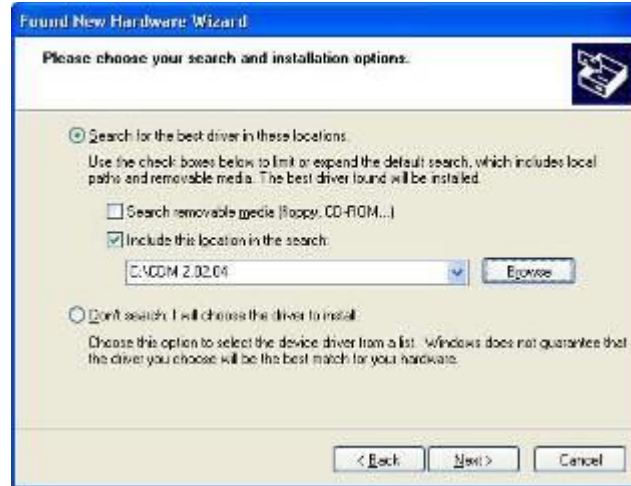 Found New Hardware Wizard
Please choose your search and installation options.
Search for the best driver in these locations.
Use the check boxes below to limit or expand the default search, which includes local
paths and removable media. The best driver found will be installed.
Search removable media (floppy, CD-ROM...)
Include this location in the search:
Browse
Don't search. I will choose the driver to install.
Choose this option to select the device driver from a list. Windows does not guarantee that
the driver you choose will be the best match for your hardware.
< Back
Next >
Cancel